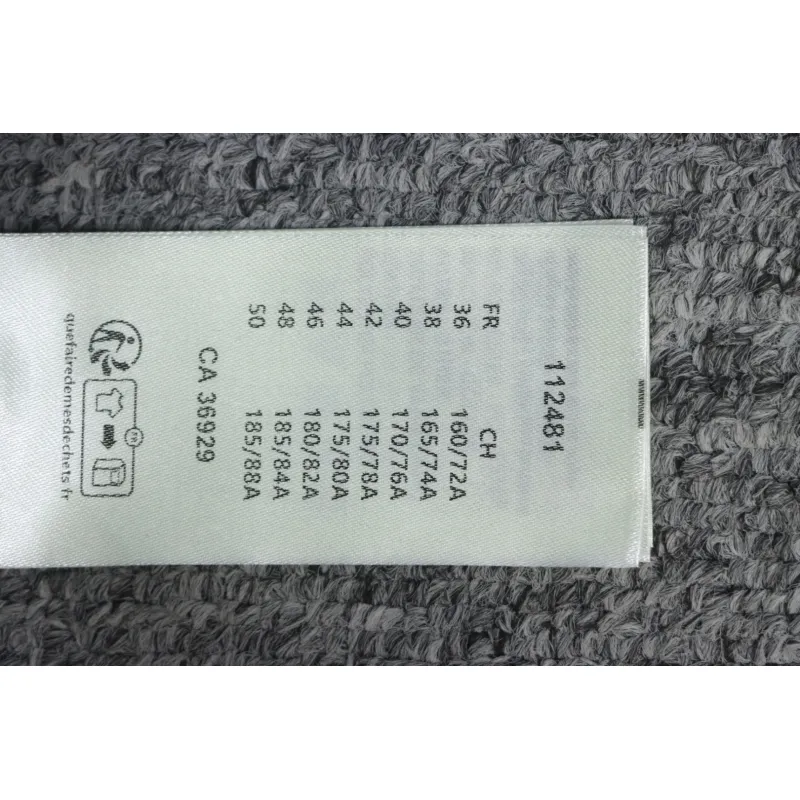 112481
FR CH
36 160/72A
38 165/74A
40 170/76A
42 175/78A
44 175/80A
46 180/82A
48 185/84A
50 185/88A
CA 36929
FR
quefairedemesdechets.fr